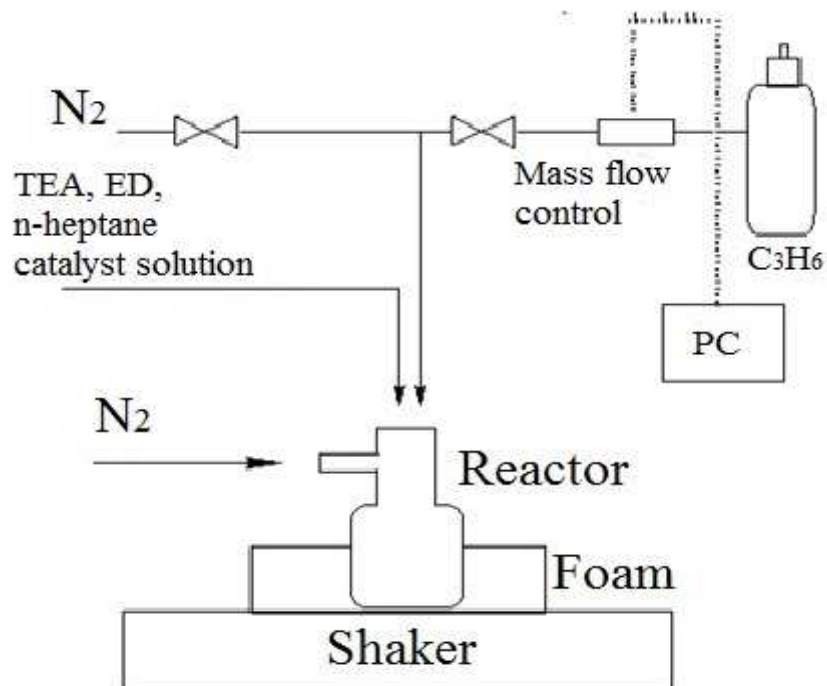 N2
TEA, ED,
n-heptane
catalyst solution
Mass flow
control
C3H6
PC
N2
Reactor
Foam
Shaker